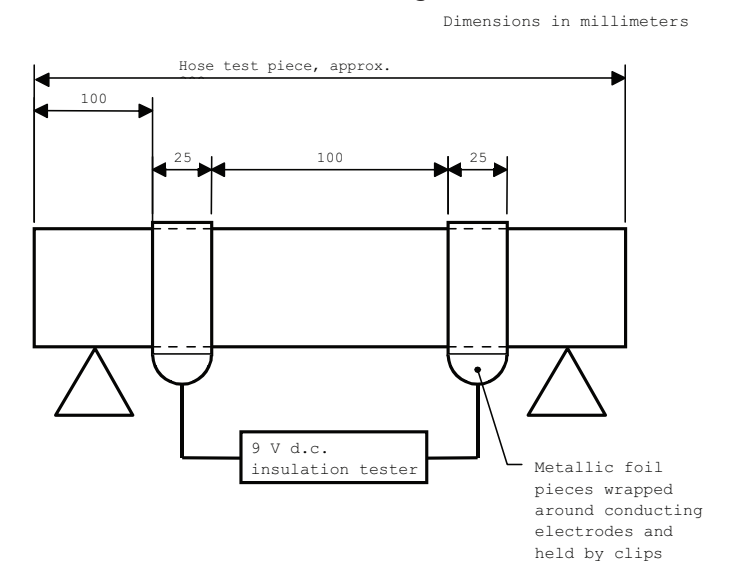 Dimensions in millimeters
Hose test piece, approx.
100
25
100
25
9 V d.c.
insulation tester
Metallic foil
pieces wrapped
around conducting
electrodes and
held by clips